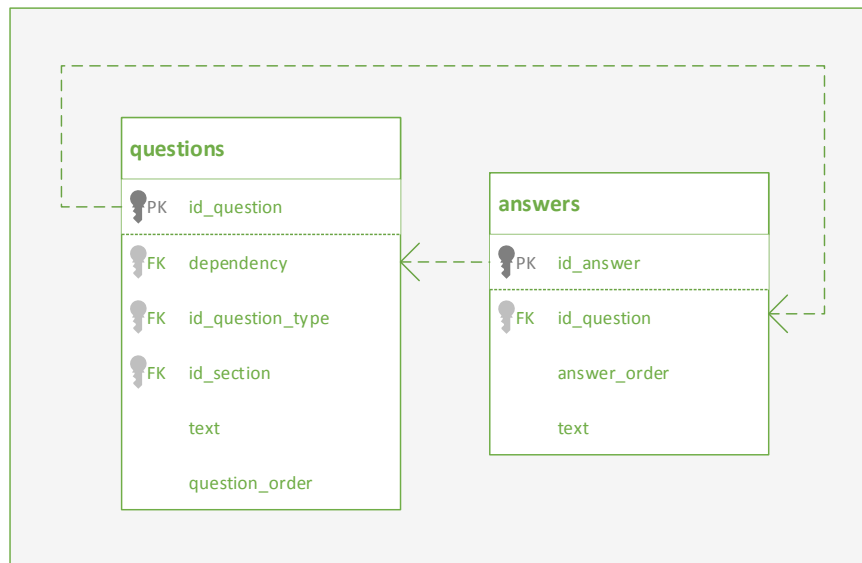 questions
PK id_question
FK dependency
FK id_question_type
FK id_section
text
question_order
answers
PK id_answer
FK id_question
answer_order
text